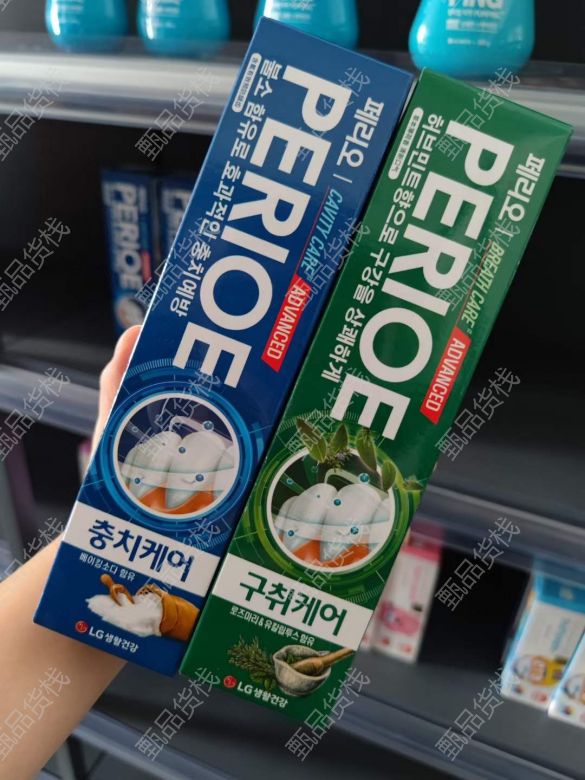 페리오
PERIOE
CAVITY CARE
ADVANCED
불소 함유로 효과적인 충치예방
충치케어
베이킹소다 함유
LG생활건강
페리오
PERIOE
BREATH CARE
ADVANCED
허브민트향으로 구강을 상쾌하게
구취케어
로즈마리&유칼립투스 함유
LG생활건강
PERIOE
甄品货栈